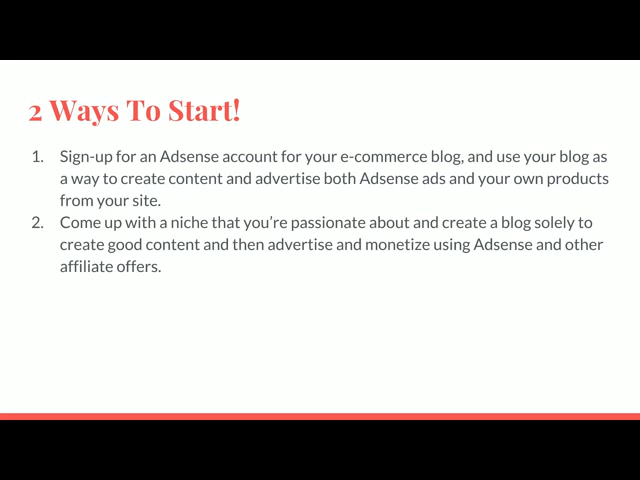 2 Ways To Start!
1. Sign-up for an Adsense account for your e-commerce blog, and use your blog as
a way to create content and advertise both Adsense ads and your own products
from your site.
2. Come up with a niche that you’re passionate about and create a blog solely to
create good content and then advertise and monetize using Adsense and other
affiliate offers.